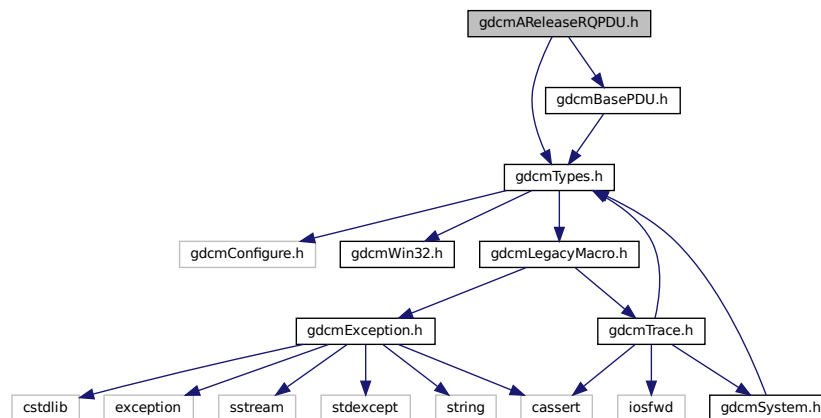 gdcmAReleaseRQPDU.h
gdcmBasePDU.h
gdcmTypes.h
gdcmConfigure.h
gdcmWin32.h
gdcmLegacyMacro.h
gdcmException.h
gdcmTrace.h
cstdlib
exception
sstream
stdexcept
string
cassert
iosfwd
gdcmSystem.h